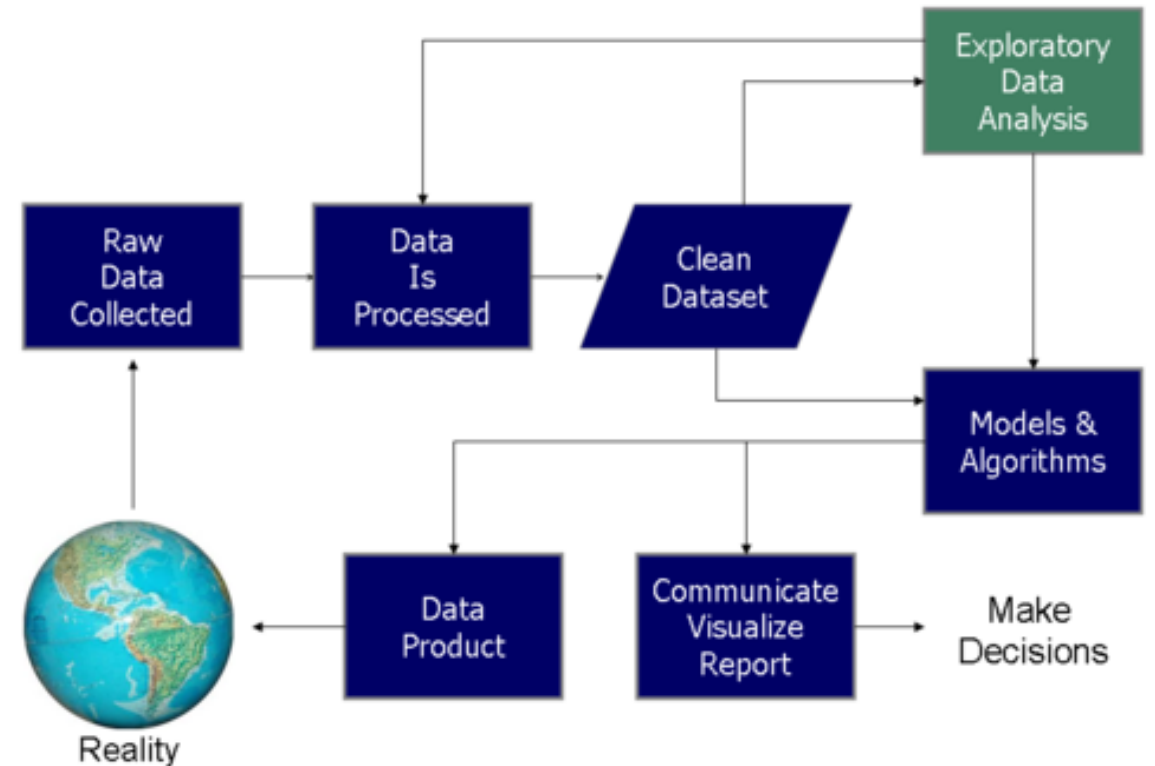 Exploratory
Data
Analysis
Raw
Data
Collected
Data
Is
Processed
Clean
Dataset
Models &
Algorithms
Data
Product
Communicate
Visualize
Report
Make
Decisions
Reality